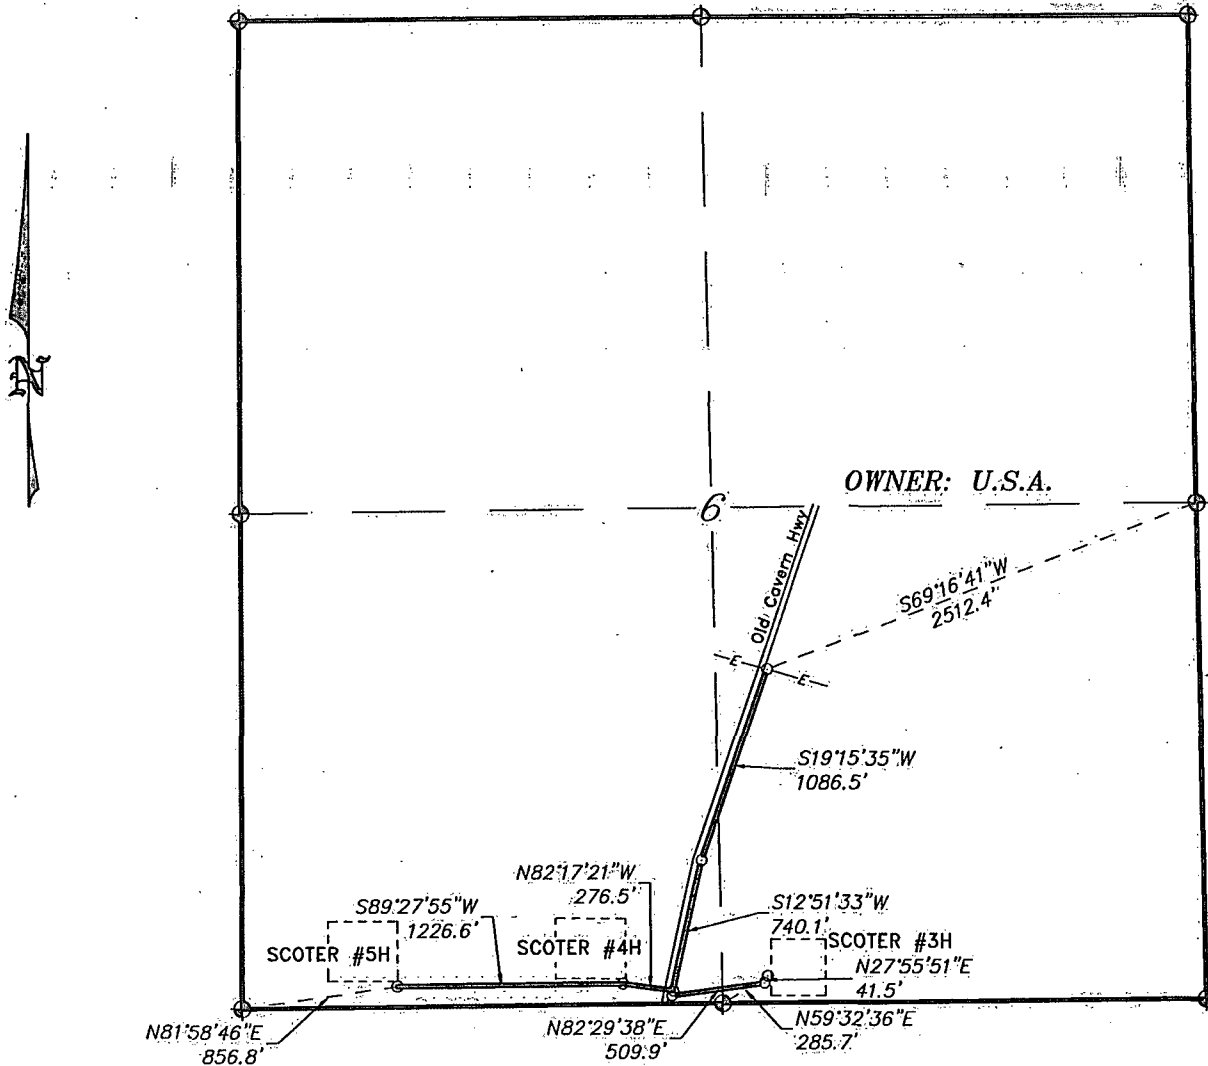 OWNER: U.S.A.
6
Old Cavern Hwy
S69°16'41"W
2512.4'
E
E
S19°15'35"W
1086.5'
N82°17'21"W
276.5'
S89°27'55"W
1226.6'
S12°51'33"W
740.1'
SCOTER #5H
SCOTER #4H
SCOTER #3H
N27°55'51"E
41.5'
N81°58'46"E
856.8'
N82°29'38"E
509.9'
N59°32'36"E
285.7'